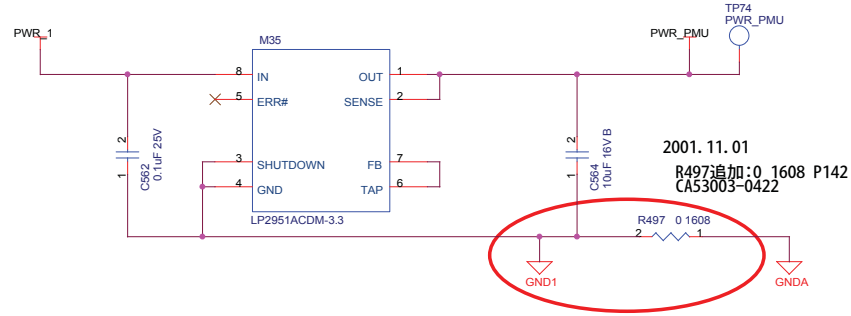 TP74
PWR_PMU
PWR_1
PWR_PMU
M35
8 IN OUT 1
5 ERR# SENSE 2
3 SHUTDOWN FB 7
4 GND TAP 6
LP2951ACDM-3.3
2
1
C562
0.1uF 25V
2
1
C564
10uF 16V B
2001.11.01
R497追加:0 1608 P142
CA53003-0422
R497 0 1608
2 1
GND1
GNDA